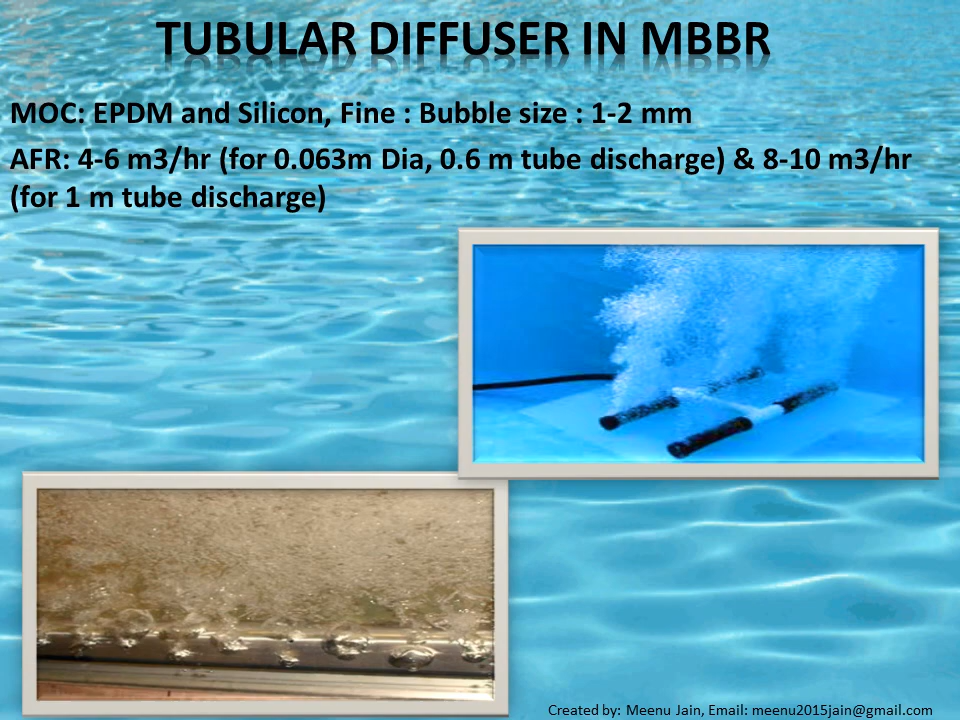 TUBULAR DIFFUSER IN MBBR
MOC: EPDM and Silicon, Fine : Bubble size : 1-2 mm
AFR: 4-6 m3/hr (for 0.063m Dia, 0.6 m tube discharge) & 8-10 m3/hr
(for 1 m tube discharge)
Created by: Meenu Jain, Email: meenu2015jain@gmail.com